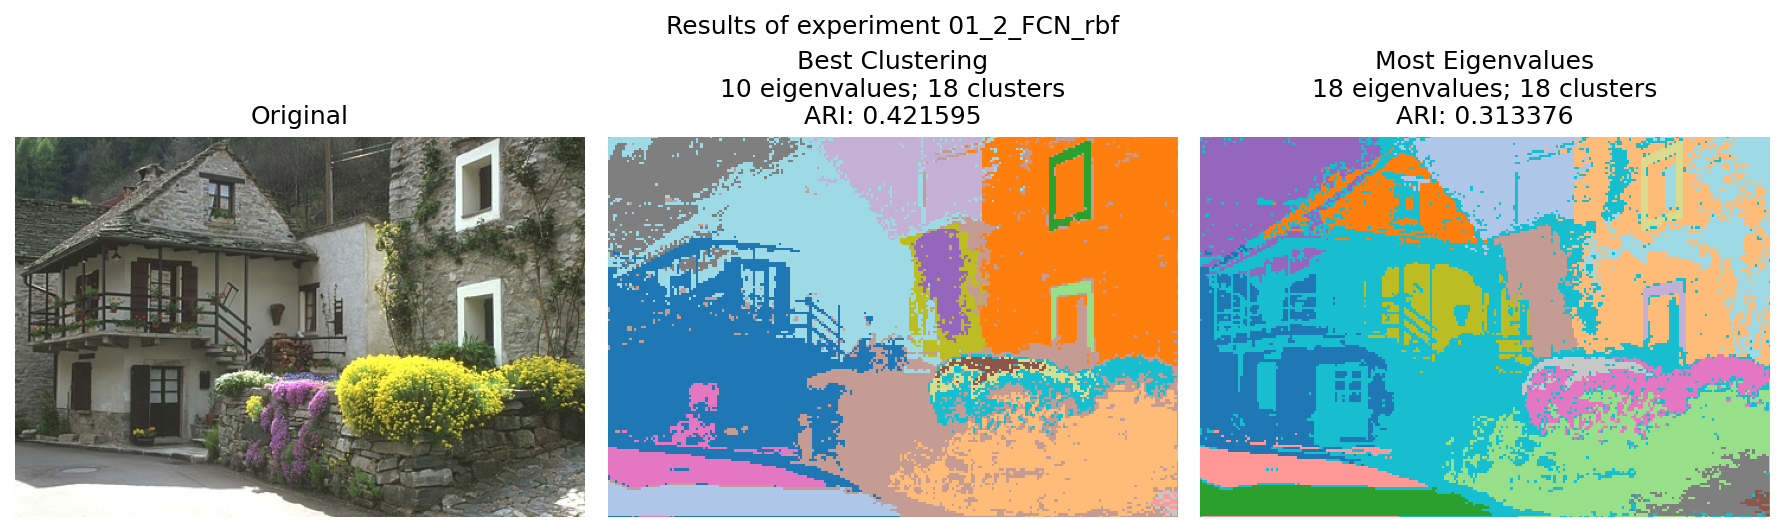 Results of experiment 01_2_FCN_rbf
Original
Best Clustering
10 eigenvalues; 18 clusters
ARI: 0.421595
Most Eigenvalues
18 eigenvalues; 18 clusters
ARI: 0.313376